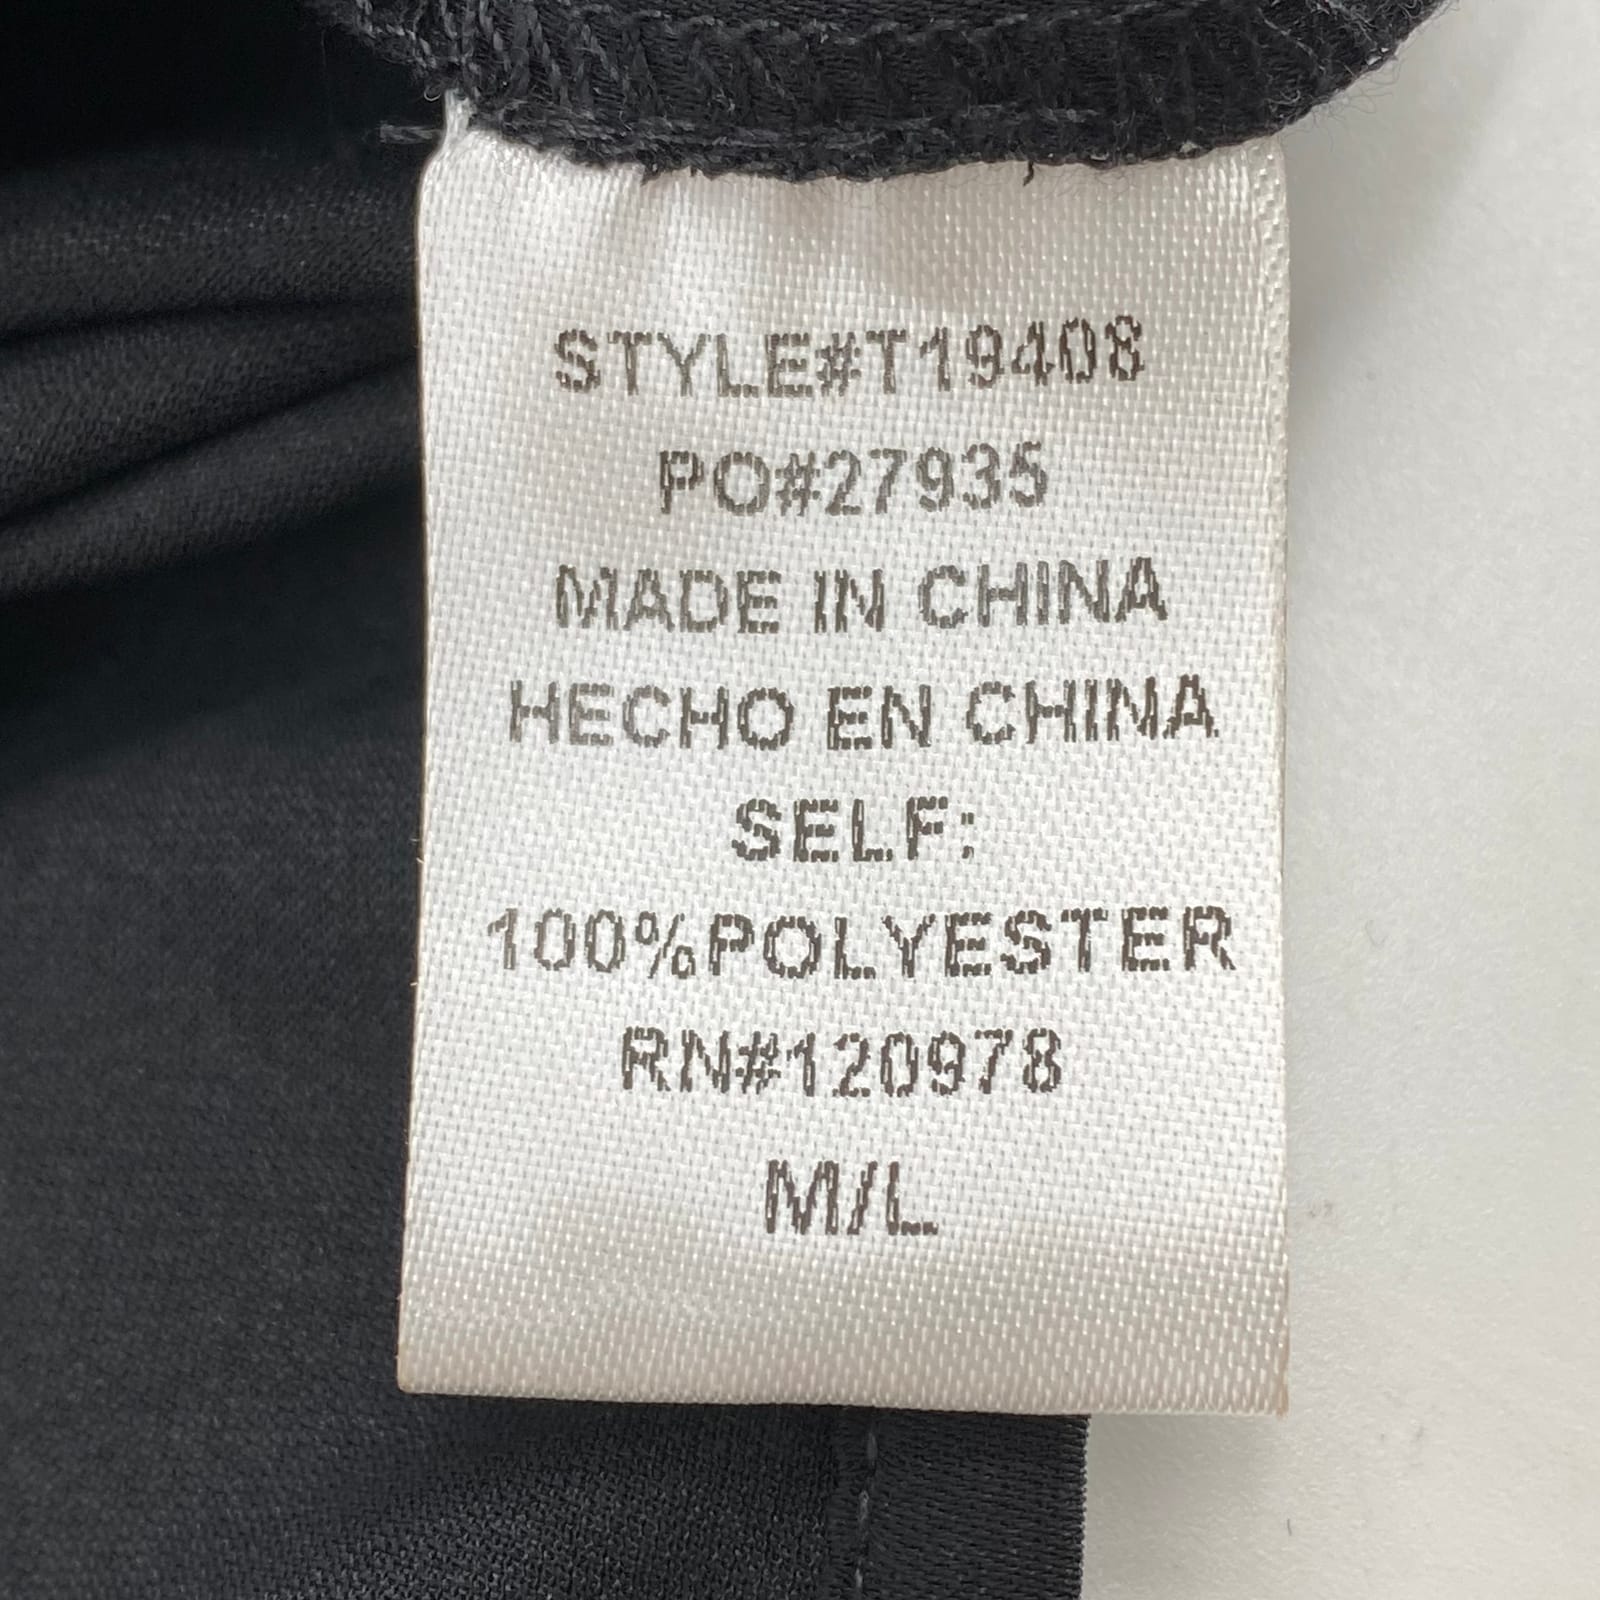 STYLE#T19408
PO#27935
MADE IN CHINA
HECHO EN CHINA
SELF:
100%POLYESTER
RN#120978
M/L